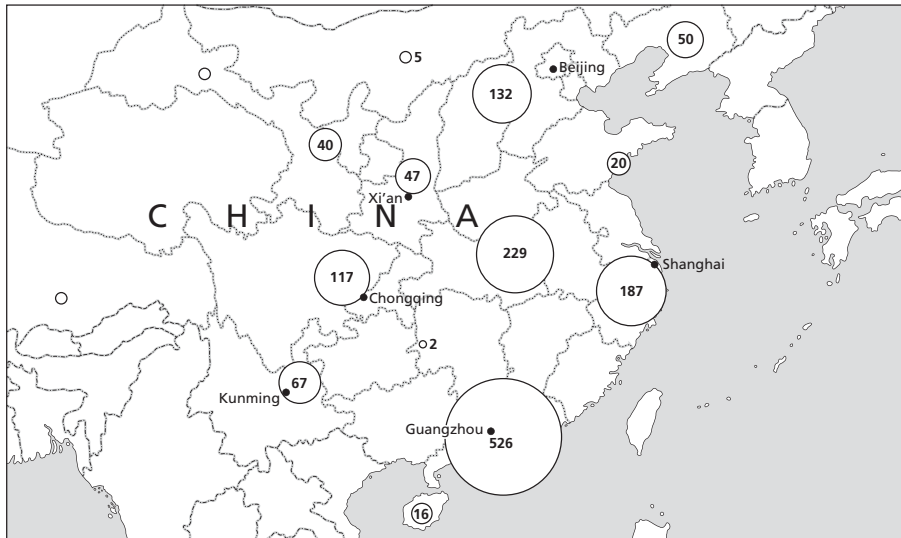 50
5
Beijing
132
40
20
47
Xi'an
C H I N A
229
Shanghai
117
187
Chongqing
2
67
Kunming
Guangzhou
526
16